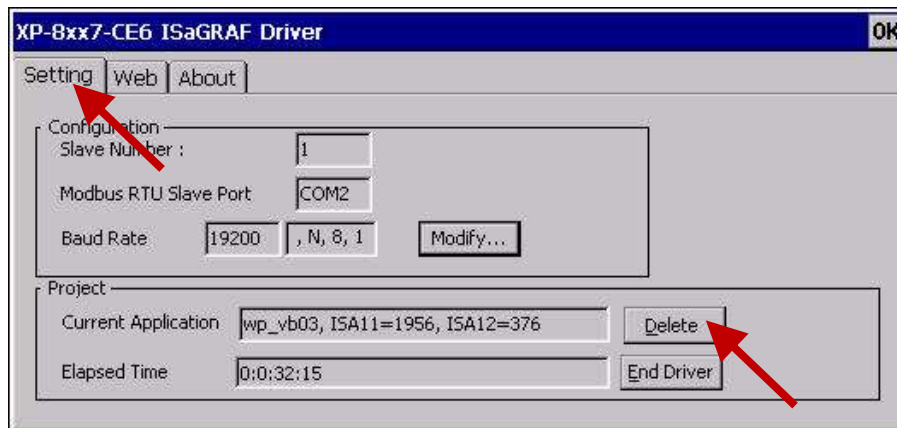 XP-8xx7-CE6 ISaGRAF Driver OK
Setting Web About
Configuration
Slave Number : 1
Modbus RTU Slave Port COM2
Baud Rate 19200 , N, 8, 1 Modify...
Project
Current Application wp_vb03, ISA11=1956, ISA12=376 Delete
Elapsed Time 0:0:32:15 End Driver